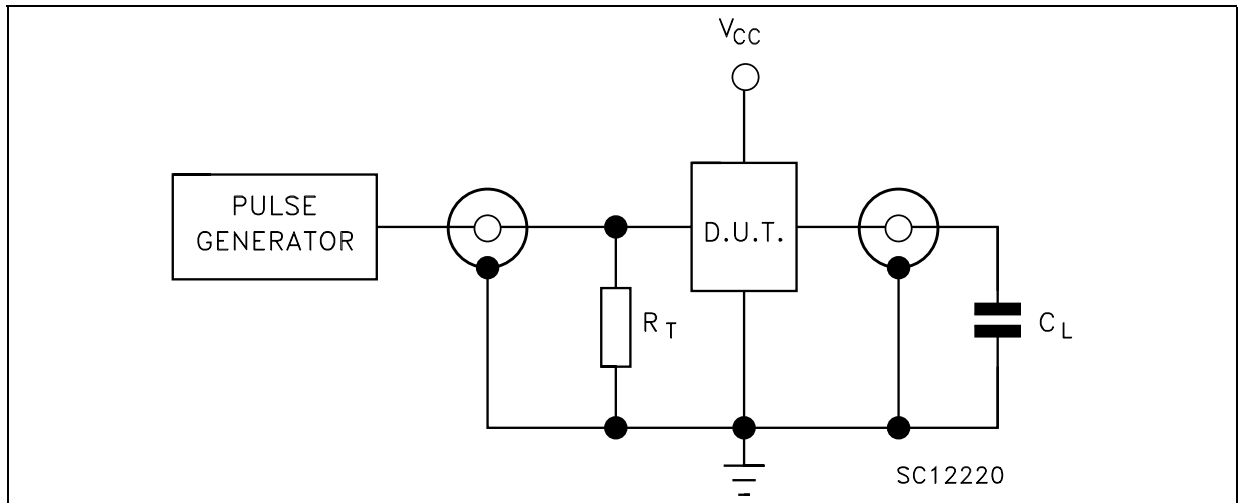 VCC
PULSE
GENERATOR
D.U.T.
RT
CL
SC12220